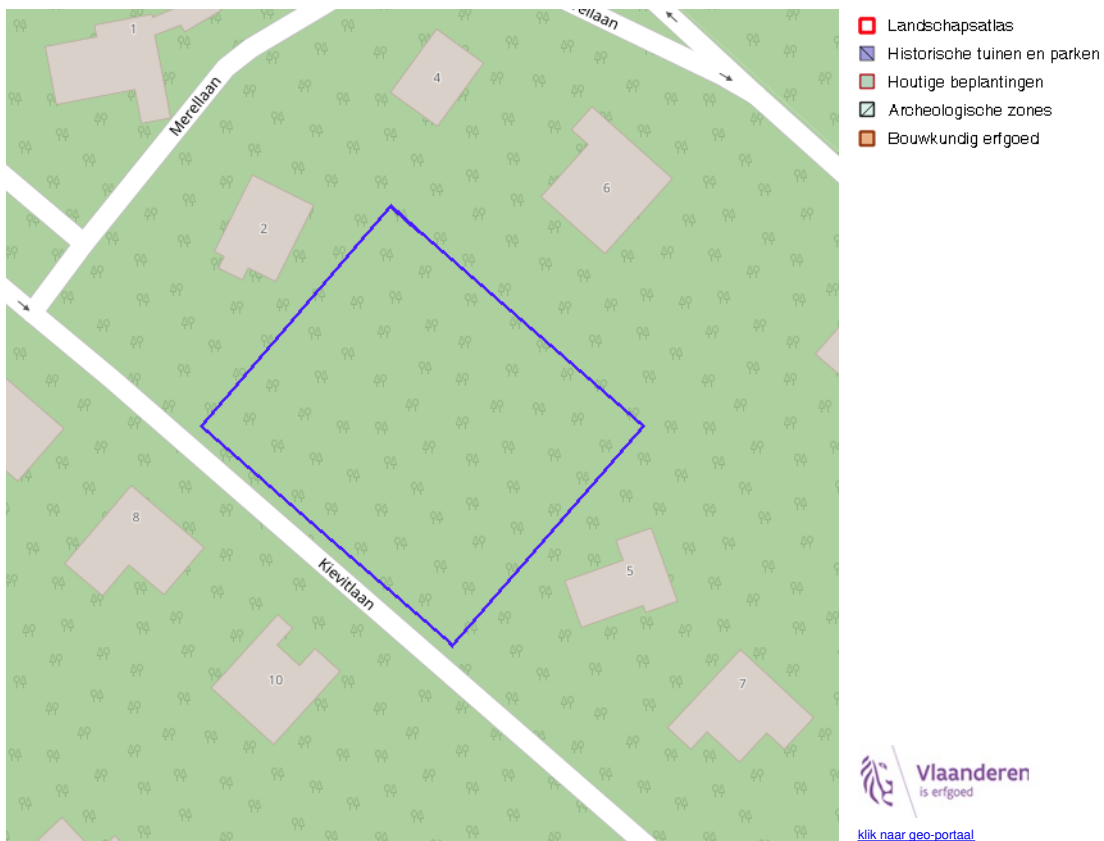 1
4
ellaan
Merellaan
6
2
8
Kievitlaan
5
10
7
Landschapsatlas
Historische tuinen en parken
Houtige beplantingen
Archeologische zones
Bouwkundig erfgoed
Vlaanderen
is erfgoed
klik naar geo-portaal